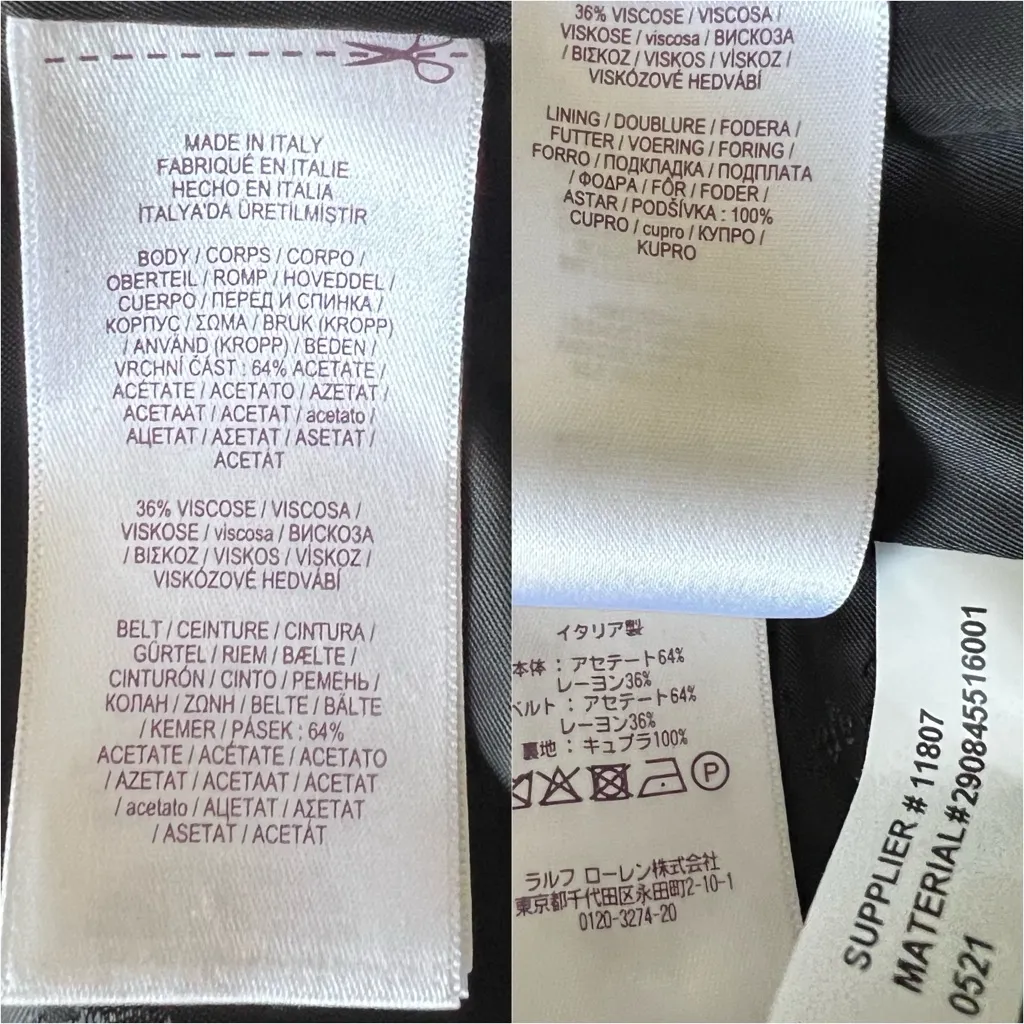 MADE IN ITALY
FABRIQUÉ EN ITALIE
HECHO EN ITALIA
İTALYA'DA ÜRETİLMİŞTİR
BODY / CORPS / CORPO /
OBERTEIL / ROMP / HOVEDDEL /
CUERPO / ПЕРЕД И СПИНКА /
КОРПУС / ΣΩΜΑ / BRUK (KROPP)
/ ANVÄND (KROPP) / BEDEN /
VRCHNÍ ČÁST : 64% ACETATE /
ACÉTATE / ACETATO / AZETAT /
ACETAAT / ACETAT / acetato /
АЦЕТАТ / ΑΣΕΤΑΤ / ASETAT /
ACETÁT
36% VISCOSE / VISCOSA /
VISKOSE / viscosa / ВИСКОЗА
/ ΒΙΣΚΟΖ / VISKOS / VİSKOZ /
VISKÓZOVÉ HEDVÁBÍ
BELT / CEINTURE / CINTURA /
GÜRTEL / RIEM / BÆLTE /
CINTURÓN / CINTO / РЕМЕНЬ /
КОЛАН / ΖΩΝΗ / BELTE / BÄLTE
/ KEMER / PÁSEK : 64%
ACETATE / ACÉTATE / ACETATO
/ AZETAT / ACETAAT / ACETAT
/ acetato / АЦЕТАТ / ΑΣΕΤΑΤ
/ ASETAT / ACETÁT
36% VISCOSE / VISCOSA /
VISKOSE / viscosa / ВИСКОЗА
/ ΒΙΣΚΟΖ / VISKOS / VİSKOZ /
VISKÓZOVÉ HEDVÁBÍ
LINING / DOUBLURE / FODERA /
FUTTER / VOERING / FORING /
FORRO / ПОДКЛАДКА / ПОДПЛАТА
/ ΦΟΔΡΑ / FÔR / FODER /
ASTAR / PODŠÍVKA : 100%
CUPRO / cupro / КУПРО /
KUPRO
イタリア製
本体 : アセテート64%
レーヨン36%
ベルト : アセテート64%
レーヨン36%
裏地 : キュプラ100%
P
ラルフ ローレン株式会社
東京都千代田区永田町2-10-1
0120-3274-20
SUPPLIER # 11807
MATERIAL#290845516001
0521